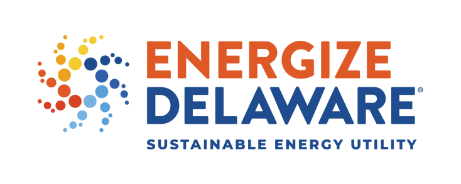 ENERGIZE
DELAWARE®
SUSTAINABLE ENERGY UTILITY